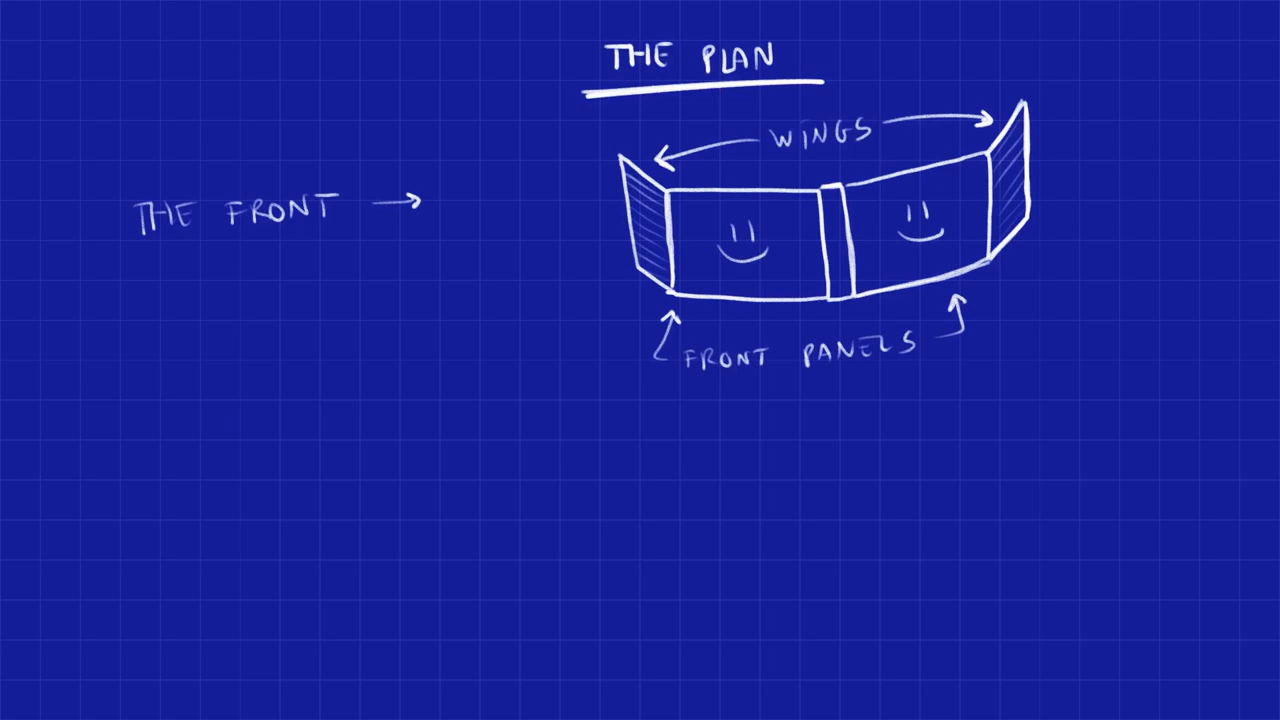 THE PLAN
WINGS
THE FRONT →
FRONT PANELS